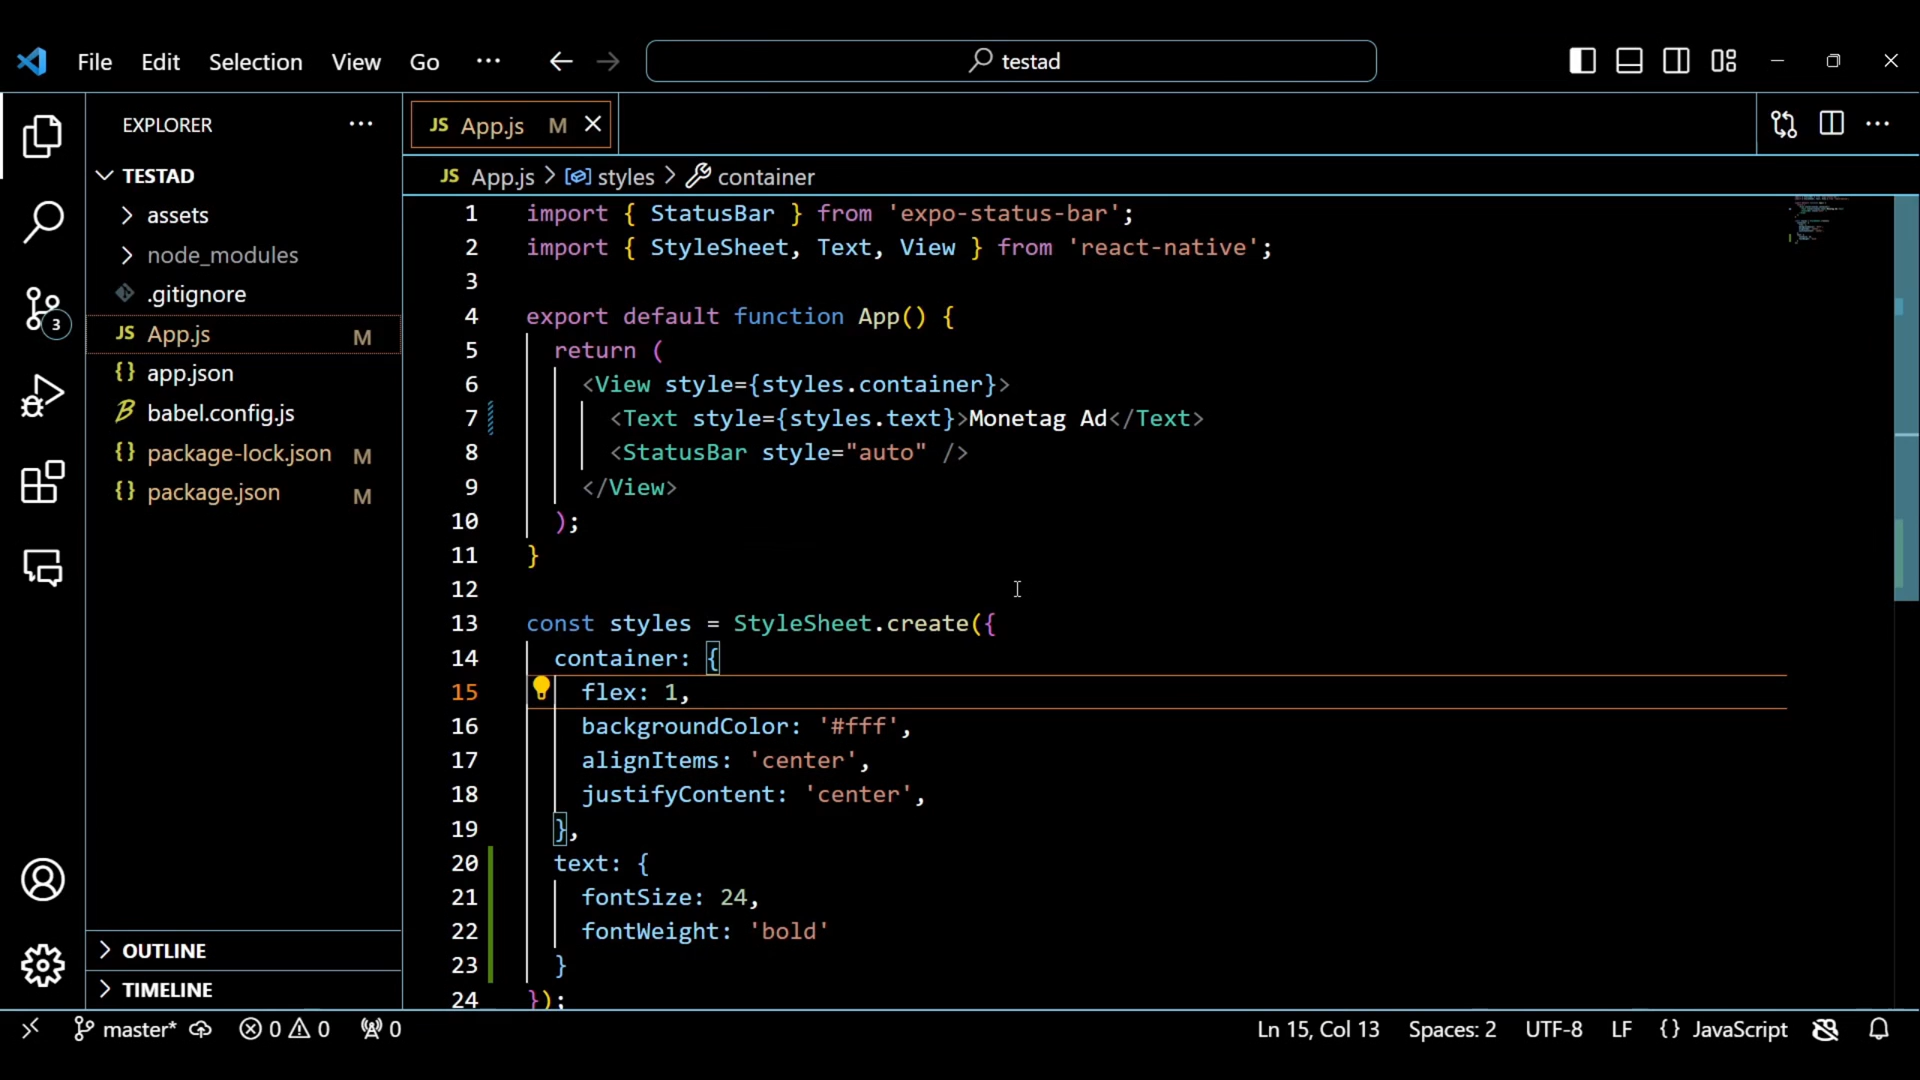 File Edit Selection View Go ··· testad
EXPLORER ···
TESTAD
assets
node_modules
.gitignore
JS App.js M
{} app.json
babel.config.js
{} package-lock.json M
{} package.json M
OUTLINE
TIMELINE
3
JS App.js M
JS App.js > styles > container
1 import { StatusBar } from 'expo-status-bar';
2 import { StyleSheet, Text, View } from 'react-native';
3
4 export default function App() {
5 return (
6 <View style={styles.container}>
7 <Text style={styles.text}>Monetag Ad</Text>
8 <StatusBar style="auto" />
9 </View>
10 );
11 }
12
13 const styles = StyleSheet.create({
14 container: {
15 flex: 1,
16 backgroundColor: '#fff',
17 alignItems: 'center',
18 justifyContent: 'center',
19 },
20 text: {
21 fontSize: 24,
22 fontWeight: 'bold'
23 }
24 });
master* 0 0 0 Ln 15, Col 13 Spaces: 2 UTF-8 LF {} JavaScript